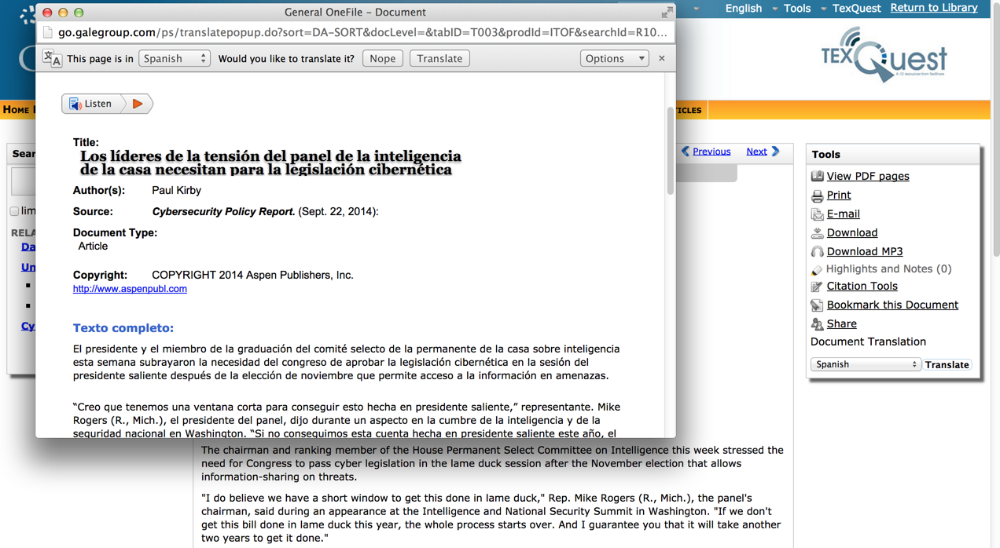 General OneFile – Document
go.galegroup.com/ps/translatepopup.do?sort=DA-SORT&docLevel=&tabID=T003&prodId=ITOF&searchId=R10...
This page is in Spanish Would you like to translate it? Nope Translate Options
Listen
Title:
Los líderes de la tensión del panel de la inteligencia
de la casa necesitan para la legislación cibernética
Author(s): Paul Kirby
Source: Cybersecurity Policy Report. (Sept. 22, 2014):
Document Type:
Article
Copyright: COPYRIGHT 2014 Aspen Publishers, Inc.
http://www.aspenpubl.com
Texto completo:
El presidente y el miembro de la graduación del comité selecto de la permanente de la casa sobre inteligencia
esta semana subrayaron la necesidad del congreso de aprobar la legislación cibernética en la sesión del
presidente saliente después de la elección de noviembre que permite acceso a la información en amenazas.
“Creo que tenemos una ventana corta para conseguir esto hecha en presidente saliente,” representante. Mike
Rogers (R., Mich.), el presidente del panel, dijo durante un aspecto en la cumbre de la inteligencia y de la
seguridad nacional en Washington. “Si no conseguimos esta cuenta hecha en presidente saliente este año, el
English Tools TexQuest Return to Library
TEXQuest
K-12 resources from TexShare
HOME
ICLES
Sear
lim
RELA
Da
Un
Cy
Previous Next
Tools
View PDF pages
Print
E-mail
Download
Download MP3
Highlights and Notes (0)
Citation Tools
Bookmark this Document
Share
Document Translation
Spanish Translate
The chairman and ranking member of the House Permanent Select Committee on Intelligence this week stressed the
need for Congress to pass cyber legislation in the lame duck session after the November election that allows
information-sharing on threats.
"I do believe we have a short window to get this done in lame duck," Rep. Mike Rogers (R., Mich.), the panel's
chairman, said during an appearance at the Intelligence and National Security Summit in Washington. "If we don't
get this bill done in lame duck this year, the whole process starts over. And I guarantee you that it will take another
two years to get it done."